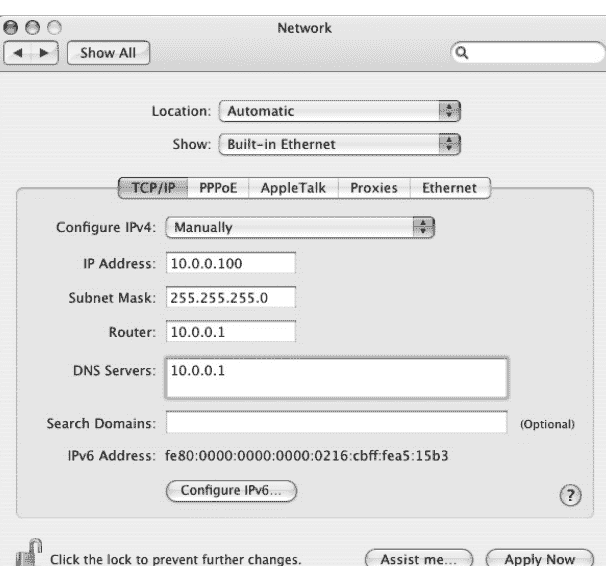 Network
Show All
Location: Automatic
Show: Built-in Ethernet
TCP/IP PPPoE AppleTalk Proxies Ethernet
Configure IPv4: Manually
IP Address: 10.0.0.100
Subnet Mask: 255.255.255.0
Router: 10.0.0.1
DNS Servers: 10.0.0.1
Search Domains: (Optional)
IPv6 Address: fe80:0000:0000:0000:0216:cbff:fea5:15b3
Configure IPv6...
?
Click the lock to prevent further changes. Assist me... Apply Now